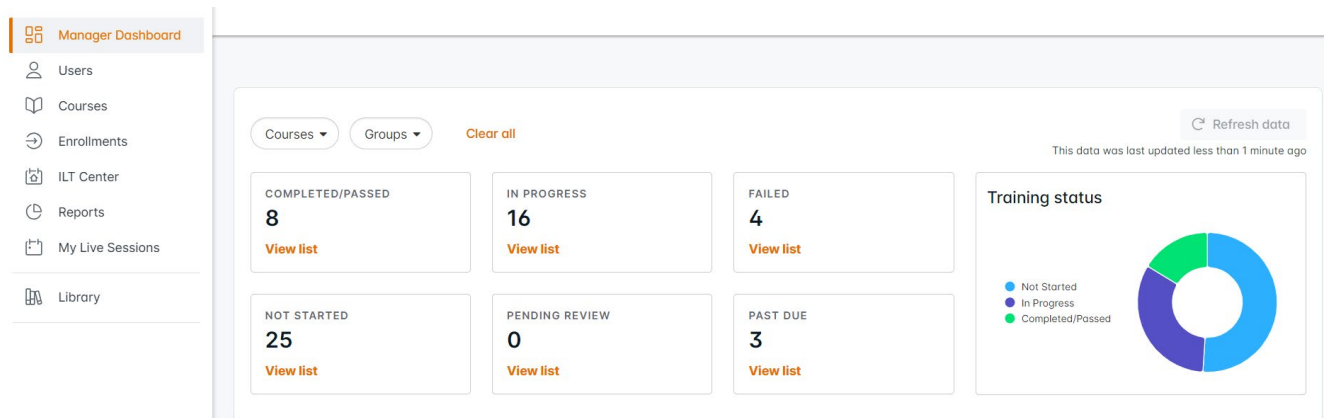 Manager Dashboard
Users
Courses
Enrollments
ILT Center
Reports
My Live Sessions
Library
Courses Groups Clear all
Refresh data
This data was last updated less than 1 minute ago
COMPLETED/PASSED
8
View list
IN PROGRESS
16
View list
FAILED
4
View list
NOT STARTED
25
View list
PENDING REVIEW
0
View list
PAST DUE
3
View list
Training status
Not Started
In Progress
Completed/Passed